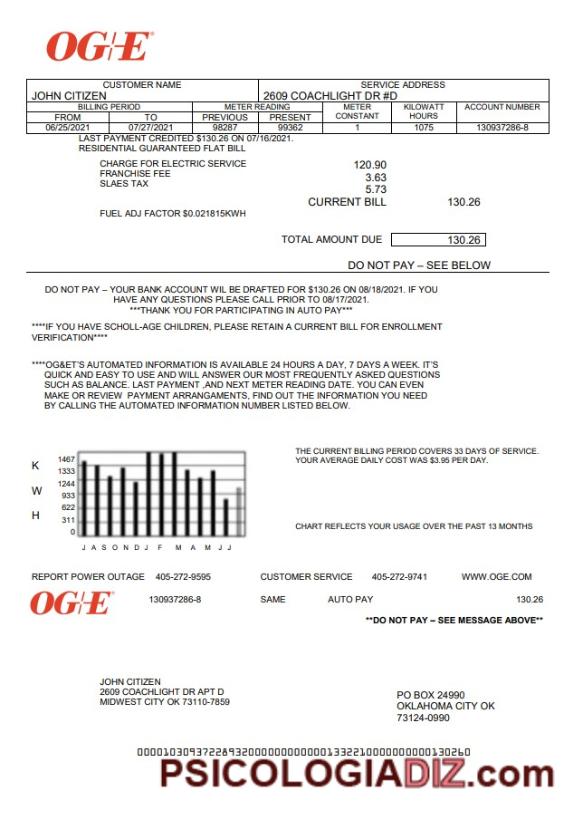 OG+E®
CUSTOMER NAME SERVICE ADDRESS
JOHN CITIZEN 2609 COACHLIGHT DR #D
BILLING PERIOD METER READING METER KILOWATT ACCOUNT NUMBER
FROM TO PREVIOUS PRESENT CONSTANT HOURS
06/25/2021 07/27/2021 98287 99362 1 1075 130937286-8
LAST PAYMENT CREDITED $130.26 ON 07/16/2021.
RESIDENTIAL GUARANTEED FLAT BILL
CHARGE FOR ELECTRIC SERVICE 120.90
FRANCHISE FEE 3.63
SLAES TAX 5.73
CURRENT BILL 130.26
FUEL ADJ FACTOR $0.021815KWH
TOTAL AMOUNT DUE 130.26
DO NOT PAY – SEE BELOW
DO NOT PAY – YOUR BANK ACCOUNT WIL BE DRAFTED FOR $130.26 ON 08/18/2021. IF YOU
HAVE ANY QUESTIONS PLEASE CALL PRIOR TO 08/17/2021.
***THANK YOU FOR PARTICIPATING IN AUTO PAY***
****IF YOU HAVE SCHOLL-AGE CHILDREN, PLEASE RETAIN A CURRENT BILL FOR ENROLLMENT
VERIFICATION****
****OG&ET'S AUTOMATED INFORMATION IS AVAILABLE 24 HOURS A DAY, 7 DAYS A WEEK. IT'S
QUICK AND EASY TO USE AND WILL ANSWER OUR MOST FREQUENTLY ASKED QUESTIONS
SUCH AS BALANCE. LAST PAYMENT ,AND NEXT METER READING DATE. YOU CAN EVEN
MAKE OR REVIEW PAYMENT ARRANGAMENTS, FIND OUT THE INFORMATION YOU NEED
BY CALLING THE AUTOMATED INFORMATION NUMBER LISTED BELOW.
THE CURRENT BILLING PERIOD COVERS 33 DAYS OF SERVICE.
YOUR AVERAGE DAILY COST WAS $3.95 PER DAY.
K
W
H
1467
1333
1244
933
622
311
0
J A S O N D J F M A M J J
CHART REFLECTS YOUR USAGE OVER THE PAST 13 MONTHS
REPORT POWER OUTAGE 405-272-9595 CUSTOMER SERVICE 405-272-9741 WWW.OGE.COM
OG+E® 130937286-8 SAME AUTO PAY 130.26
**DO NOT PAY – SEE MESSAGE ABOVE**
JOHN CITIZEN
2609 COACHLIGHT DR APT D
MIDWEST CITY OK 73110-7859
PO BOX 24990
OKLAHOMA CITY OK
73124-0990
PSICOLOGIADIZ.com